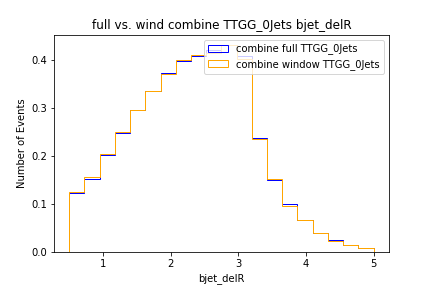 full vs. wind combine TTGG_0Jets bjet_delR
combine full TTGG_0Jets
combine window TTGG_0Jets
Number of Events
0.4
0.3
0.2
0.1
0.0
1
2
3
4
5
bjet_delR